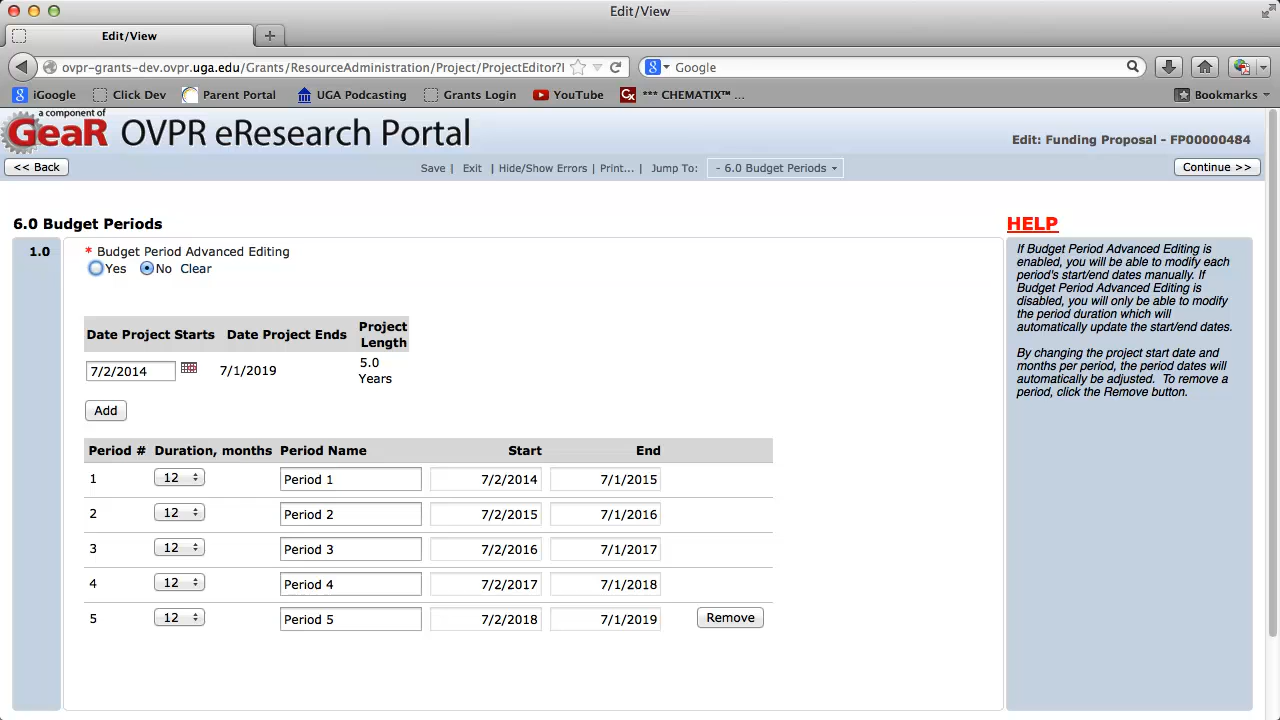 Edit/View
Edit/View
ovpr-grants-dev.ovpr.uga.edu/Grants/ResourceAdministration/Project/ProjectEditor?l
Google
iGoogle Click Dev Parent Portal UGA Podcasting Grants Login YouTube *** CHEMATIX™ ... Bookmarks
a component of
GeaR OVPR eResearch Portal
Edit: Funding Proposal - FP00000484
<< Back Save | Exit | Hide/Show Errors | Print... | Jump To: - 6.0 Budget Periods Continue >>
6.0 Budget Periods
1.0 * Budget Period Advanced Editing
Yes No Clear
Date Project Starts Date Project Ends Project Length
7/2/2014 7/1/2019 5.0 Years
Add
Period # Duration, months Period Name Start End
1 12 Period 1 7/2/2014 7/1/2015
2 12 Period 2 7/2/2015 7/1/2016
3 12 Period 3 7/2/2016 7/1/2017
4 12 Period 4 7/2/2017 7/1/2018
5 12 Period 5 7/2/2018 7/1/2019 Remove
HELP
If Budget Period Advanced Editing is
enabled, you will be able to modify each
period's start/end dates manually. If
Budget Period Advanced Editing is
disabled, you will only be able to modify
the period duration which will
automatically update the start/end dates.
By changing the project start date and
months per period, the period dates will
automatically be adjusted. To remove a
period, click the Remove button.